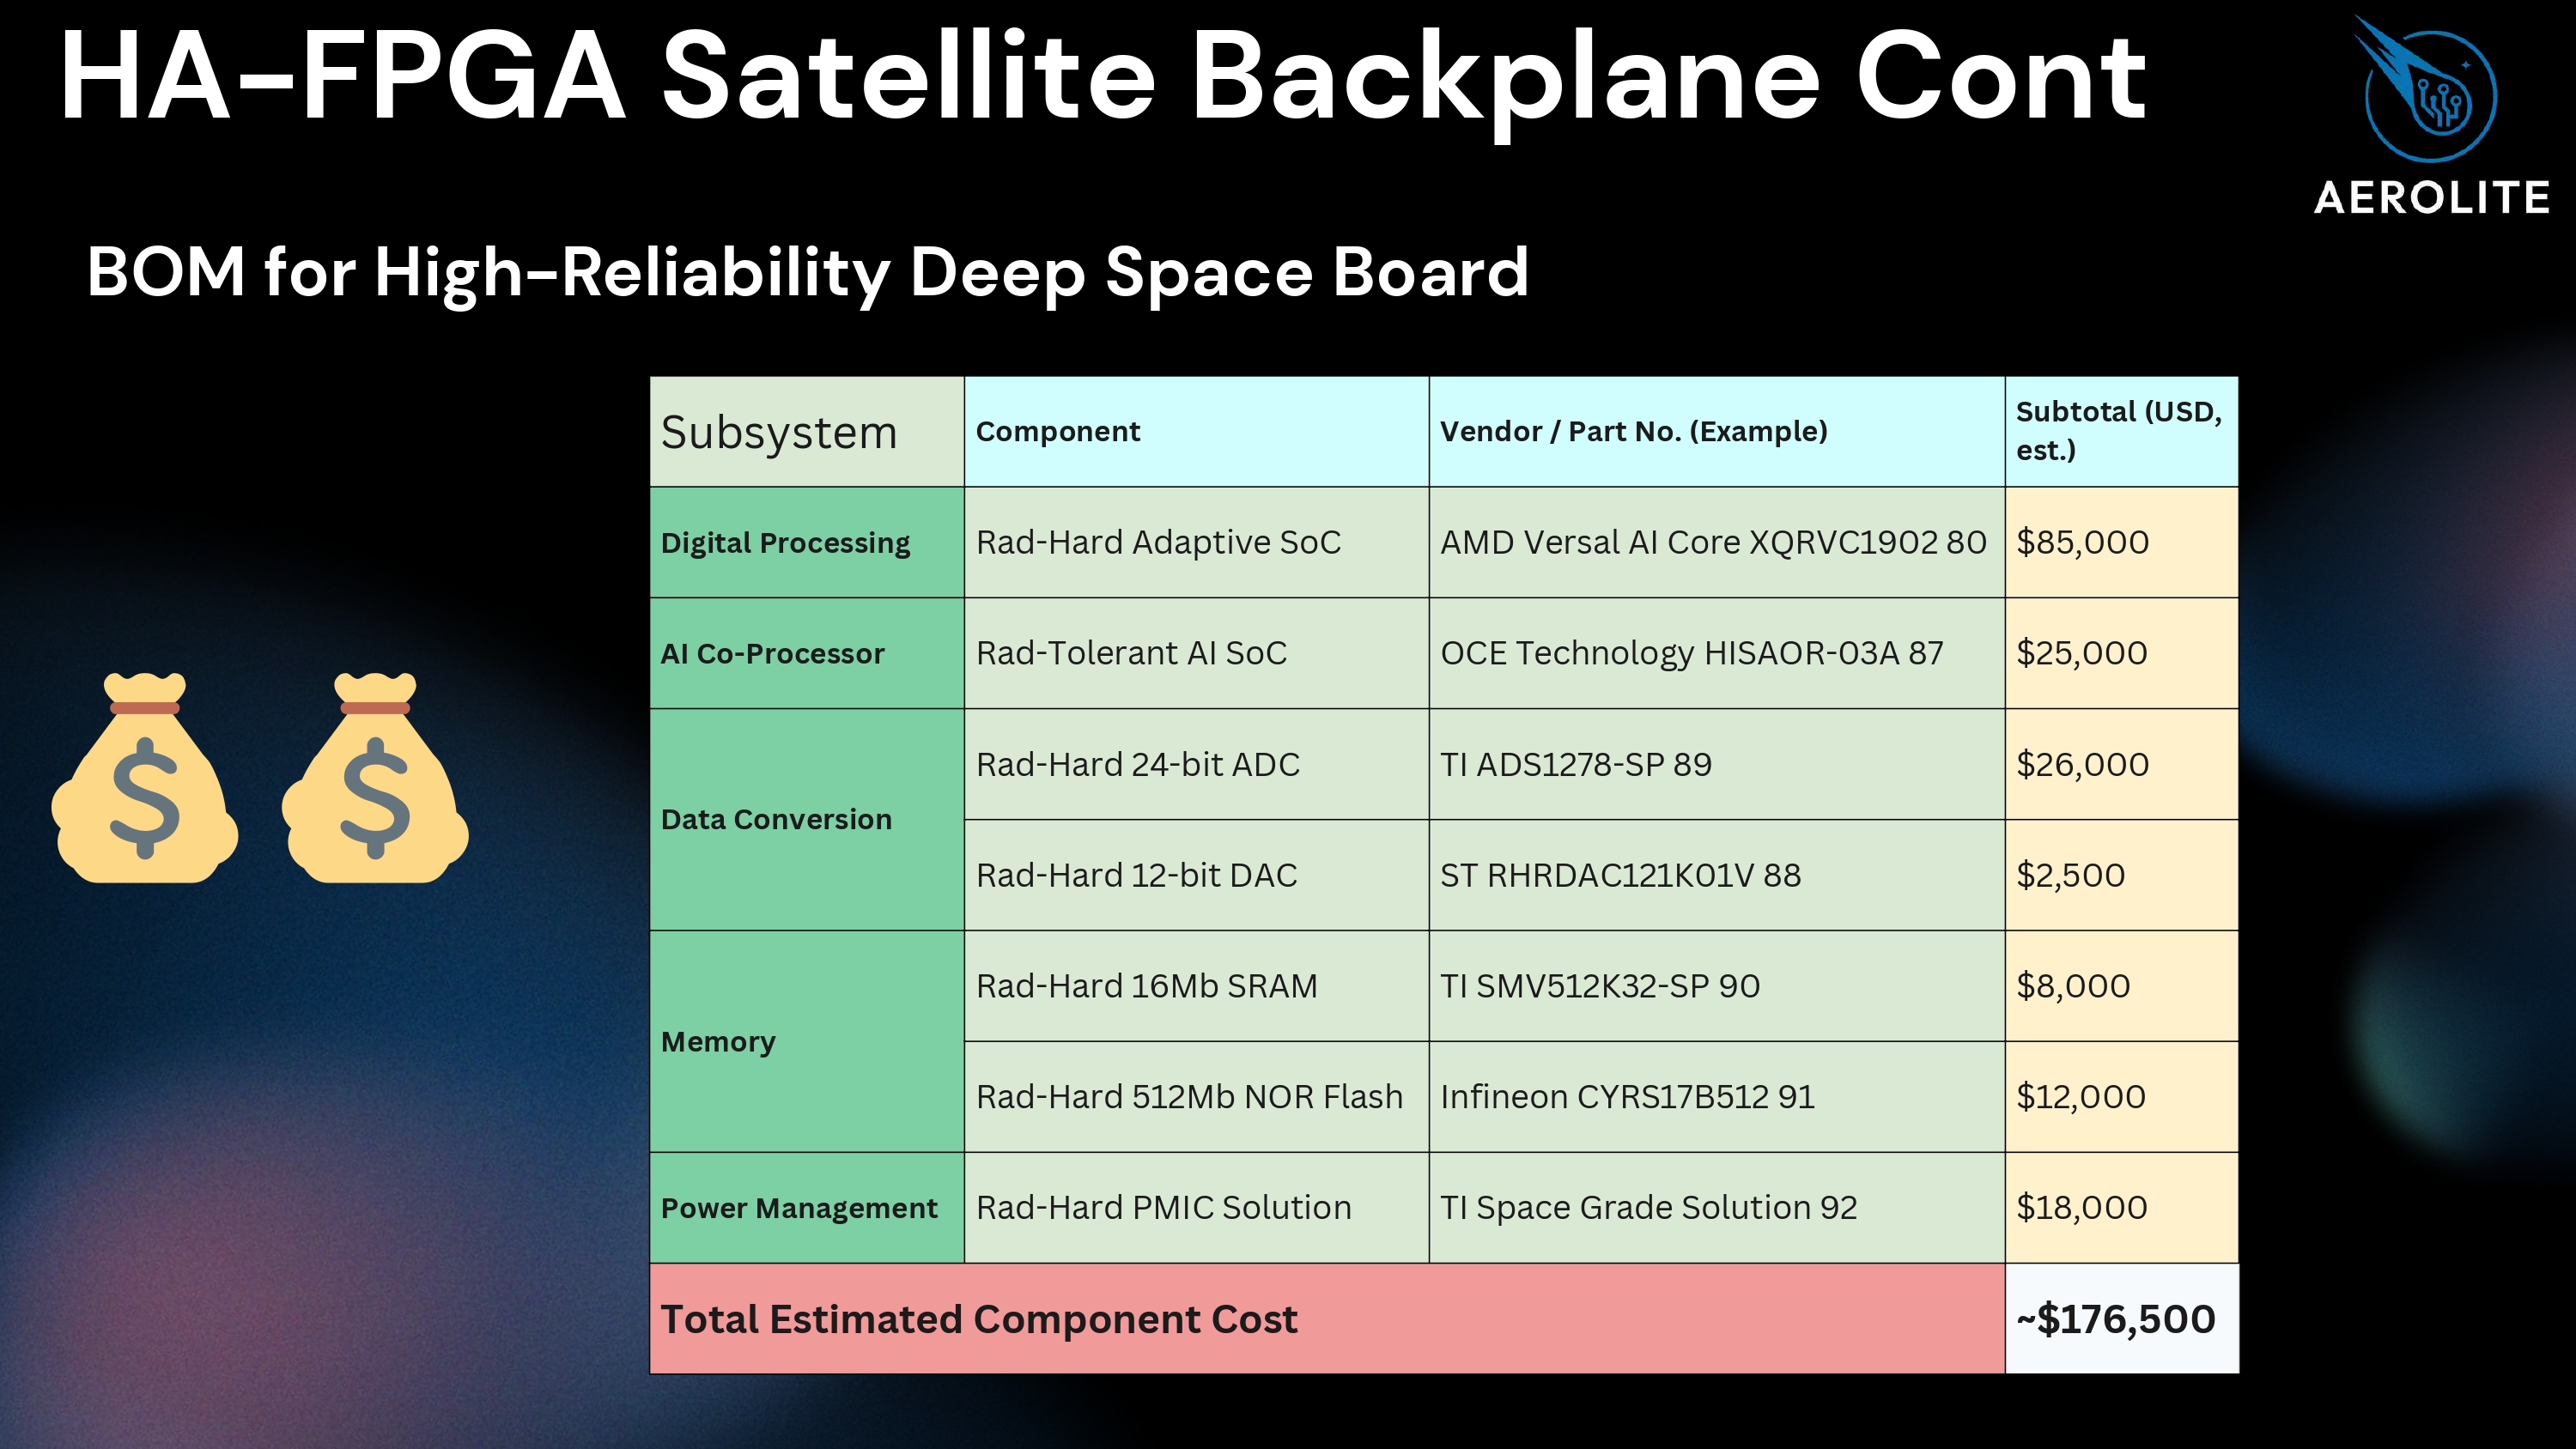 HA-FPGA Satellite Backplane Cont
AEROLITE
BOM for High-Reliability Deep Space Board
Subsystem
Component
Vendor / Part No. (Example)
Subtotal (USD,
est.)
Digital Processing
Rad-Hard Adaptive SoC
AMD Versal AI Core XQRVC1902 80
$85,000
AI Co-Processor
Rad-Tolerant AI SoC
OCE Technology HISAOR-03A 87
$25,000
Data Conversion
Rad-Hard 24-bit ADC
TI ADS1278-SP 89
$26,000
Rad-Hard 12-bit DAC
ST RHRDAC121K01V 88
$2,500
Memory
Rad-Hard 16Mb SRAM
TI SMV512K32-SP 90
$8,000
Rad-Hard 512Mb NOR Flash
Infineon CYRS17B512 91
$12,000
Power Management
Rad-Hard PMIC Solution
TI Space Grade Solution 92
$18,000
Total Estimated Component Cost
~$176,500
$
$